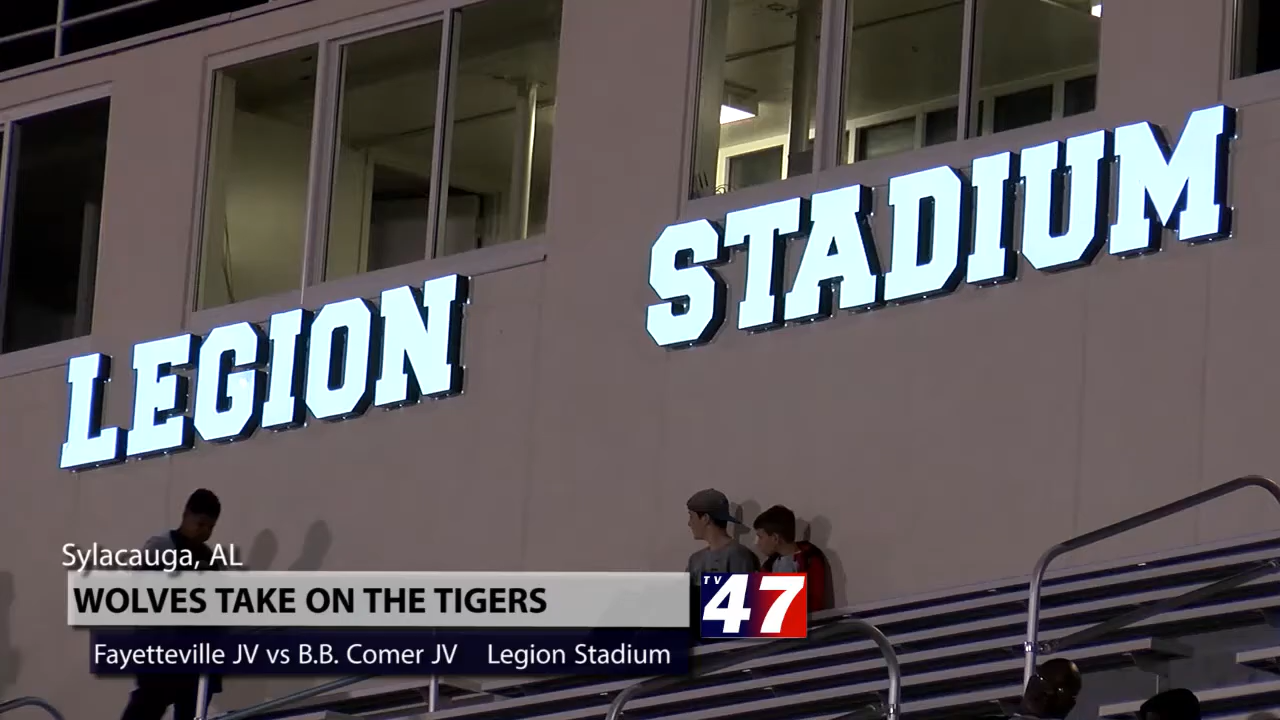 LEGION STADIUM
Sylacauga, AL
WOLVES TAKE ON THE TIGERS
TV 47
Fayetteville JV vs B.B. Comer JV Legion Stadium